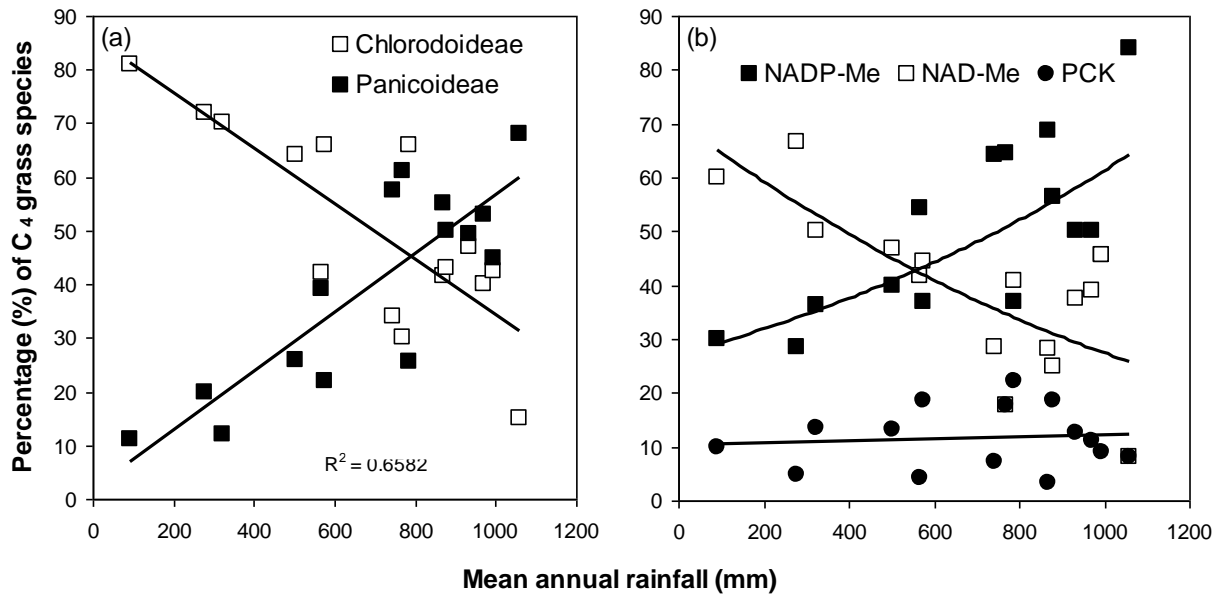 Percentage (%) of C 4 grass species
90
80
70
60
50
40
30
20
10
0
(a)
Chlorodoideae
Panicoideae
R² = 0.6582
0 200 400 600 800 1000 1200
90
80
70
60
50
40
30
20
10
0
(b)
NADP-Me NAD-Me PCK
0 200 400 600 800 1000 1200
Mean annual rainfall (mm)